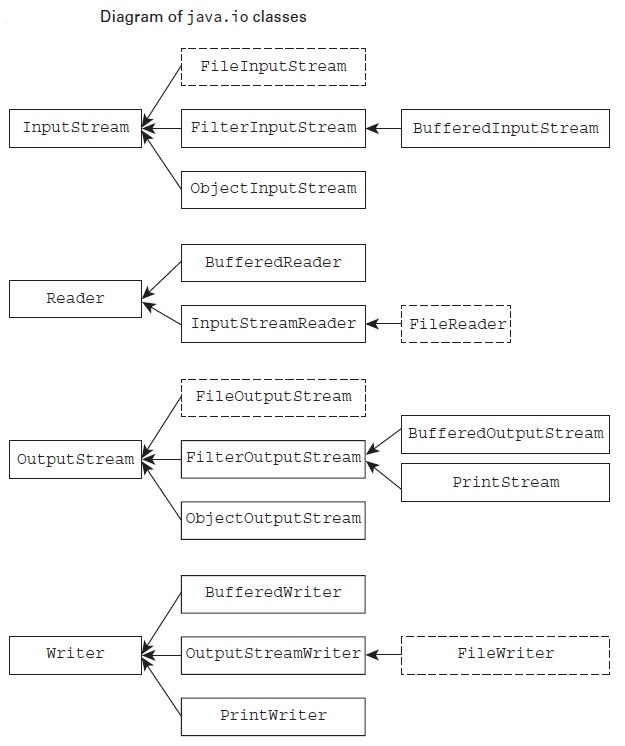 Diagram of java.io classes
FileInputStream
InputStream
FilterInputStream
BufferedInputStream
ObjectInputStream
BufferedReader
Reader
InputStreamReader
FileReader
FileOutputStream
BufferedOutputStream
OutputStream
FilterOutputStream
PrintStream
ObjectOutputStream
BufferedWriter
Writer
OutputStreamWriter
FileWriter
PrintWriter